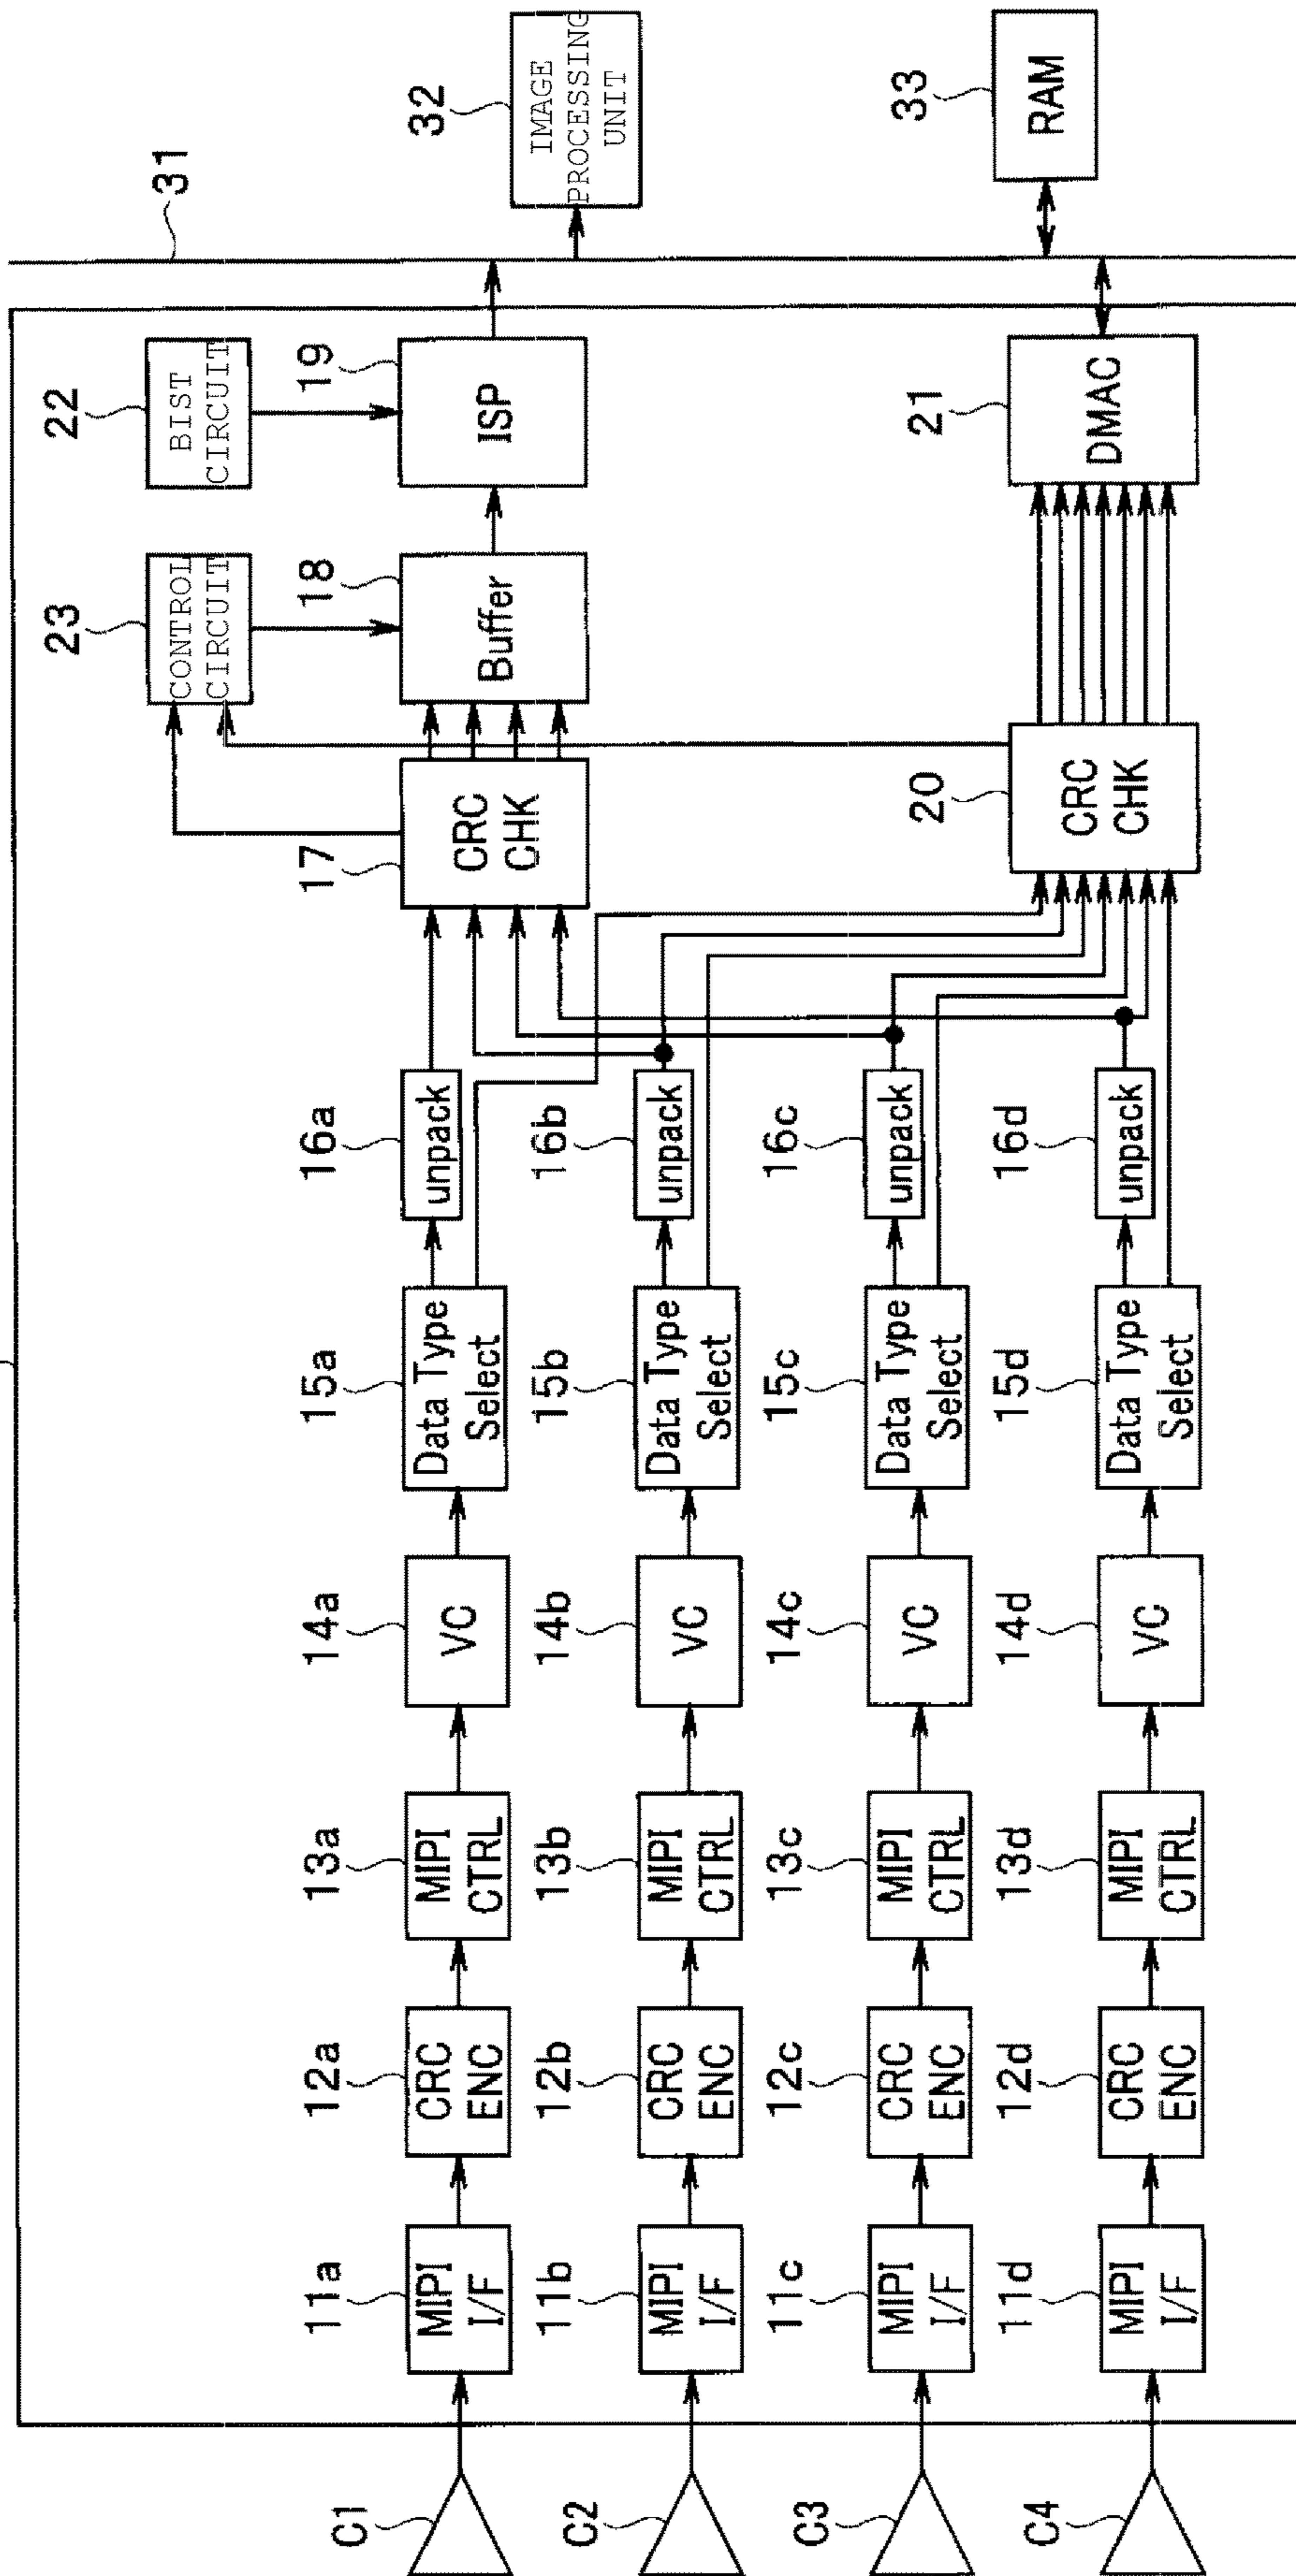 31
22
BIST
CIRCUIT
23
CONTROL
CIRCUIT
32
IMAGE
PROCESSING
UNIT
33
RAM
C1
11a
MIPI
I/F
12a
CRC
ENC
13a
MIPI
CTRL
14a
VC
15a
Data Type
Select
16a
unpack
17
CRC
CHK
18
Buffer
19
ISP
C2
11b
MIPI
I/F
12b
CRC
ENC
13b
MIPI
CTRL
14b
VC
15b
Data Type
Select
16b
unpack
C3
11c
MIPI
I/F
12c
CRC
ENC
13c
MIPI
CTRL
14c
VC
15c
Data Type
Select
16c
unpack
C4
11d
MIPI
I/F
12d
CRC
ENC
13d
MIPI
CTRL
14d
VC
15d
Data Type
Select
16d
unpack
20
CRC
CHK
21
DMAC